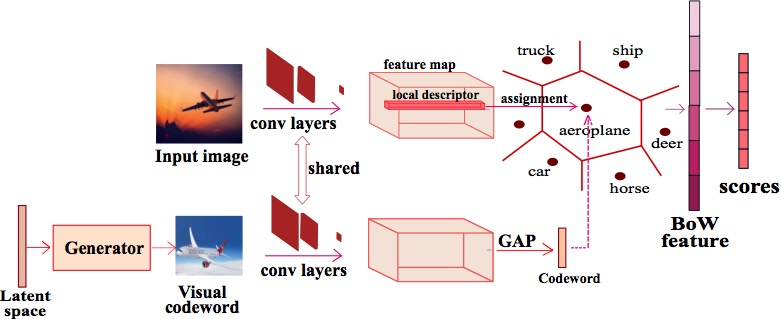 truck
ship
feature map
local descriptor
assignment
aeroplane
deer
car
horse
conv layers
Input image
shared
scores
BoW
feature
Generator
GAP
Codeword
conv layers
Visual
codeword
Latent
space